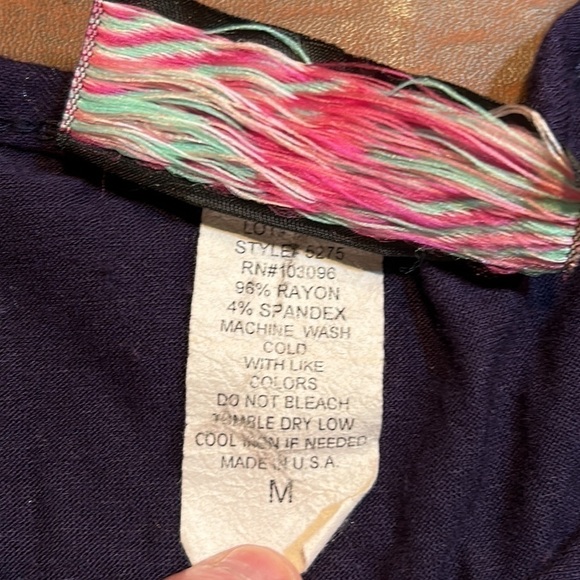 LOT#
STYLE# 5275
RN#103096
96% RAYON
4% SPANDEX
MACHINE WASH
COLD
WITH LIKE
COLORS
DO NOT BLEACH
TUMBLE DRY LOW
COOL IRON IF NEEDED
MADE IN U.S.A.
M